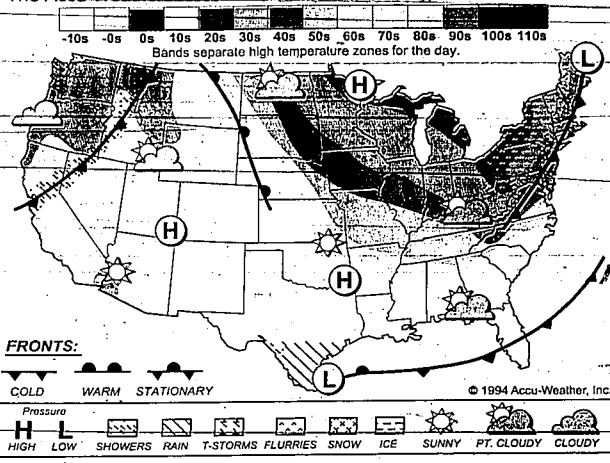 -10s -0s 0s 10s 20s 30s 40s 50s 60s 70s 80s 90s 100s 110s
Bands separate high temperature zones for the day.
L
H
H
H
L
FRONTS:
COLD WARM STATIONARY
© 1994 Accu-Weather, Inc.
Pressure
H L
HIGH LOW SHOWERS RAIN T-STORMS FLURRIES SNOW ICE SUNNY PT. CLOUDY CLOUDY